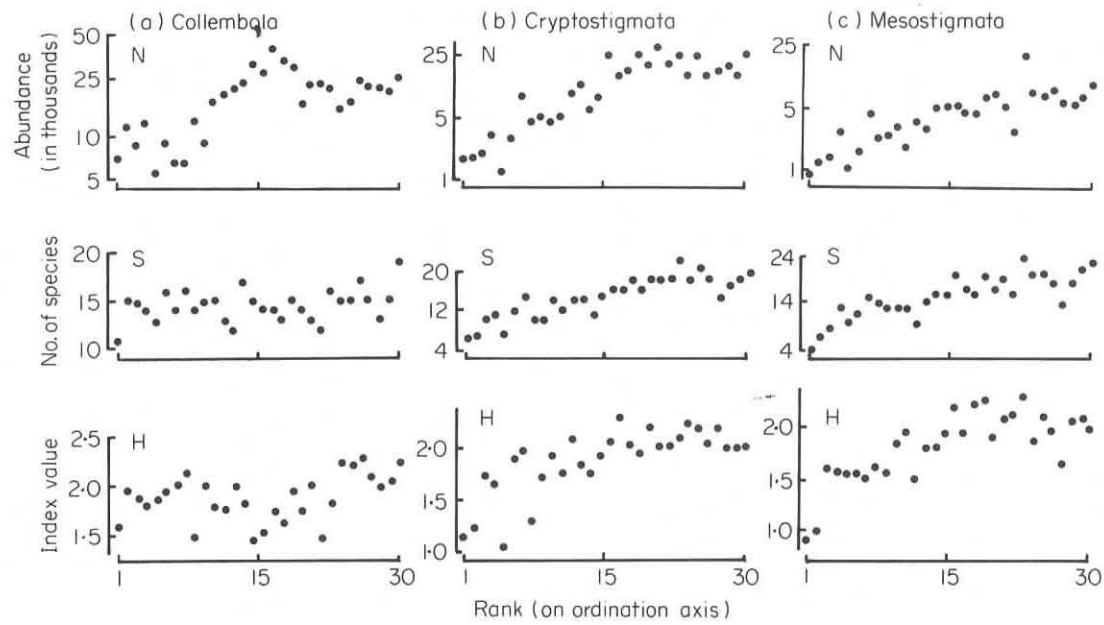 (a) Collembola
(b) Cryptostigmata
(c) Mesostigmata
Abundance
(in thousands)
50
25
10
5
N
25
5
1
N
25
5
1
N
No. of species
20
15
10
S
20
12
4
S
24
14
4
S
Index value
2·5
2·0
1·5
H
2·0
1·5
1·0
H
2·0
1·5
1·0
H
1
15
30
1
15
30
1
15
30
Rank (on ordination axis)